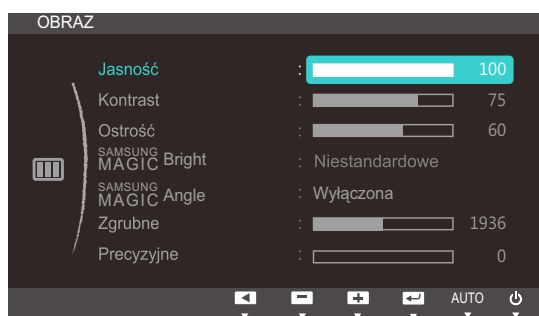 OBRAZ
Jasność : 100
Kontrast : 75
Ostrość : 60
SAMSUNG MAGIC Bright : Niestandardowe
SAMSUNG MAGIC Angle : Wyłączona
Zgrubne : 1936
Precyzyjne : 0
AUTO